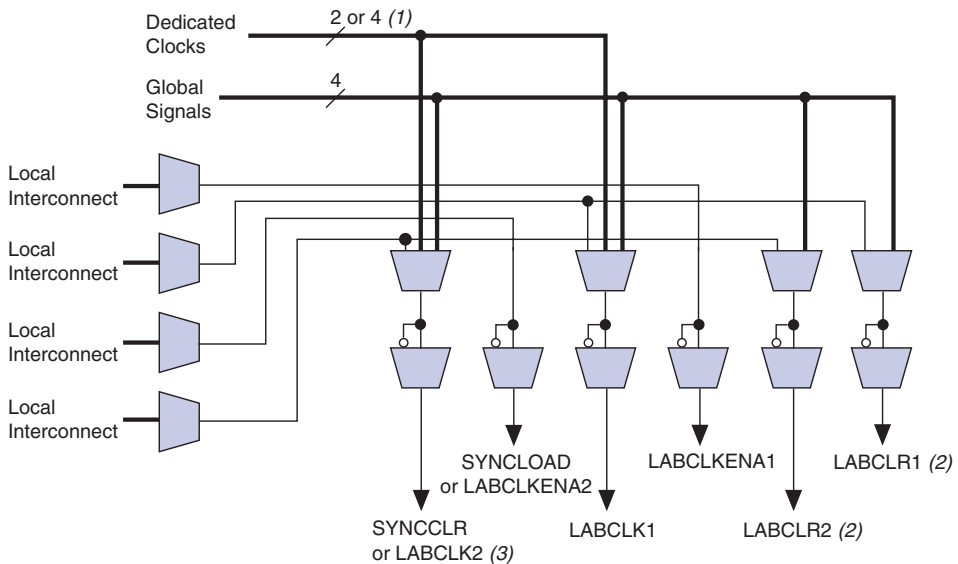 Dedicated
Clocks
2 or 4 (1)
Global
Signals
4
Local
Interconnect
Local
Interconnect
Local
Interconnect
Local
Interconnect
SYNCLOAD
or LABCLKENA2
LABCLKENA1
LABCLR1 (2)
SYNCCLR
or LABCLK2 (3)
LABCLK1
LABCLR2 (2)